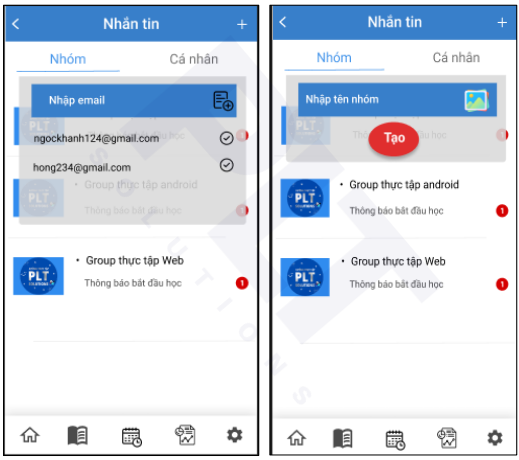 Nhắn tin
Nhóm
Cá nhân
Nhập email
ngockhanh124@gmail.com
hong234@gmail.com
• Group thực tập android
Thông báo bắt đầu học
1
PLT
• Group thực tập Web
Thông báo bắt đầu học
1
PLT
SOLUTIONS
Nhắn tin
Nhóm
Cá nhân
Nhập tên nhóm
Tạo
PLT
• Group thực tập android
Thông báo bắt đầu học
1
PLT
• Group thực tập Web
Thông báo bắt đầu học
1
PLT